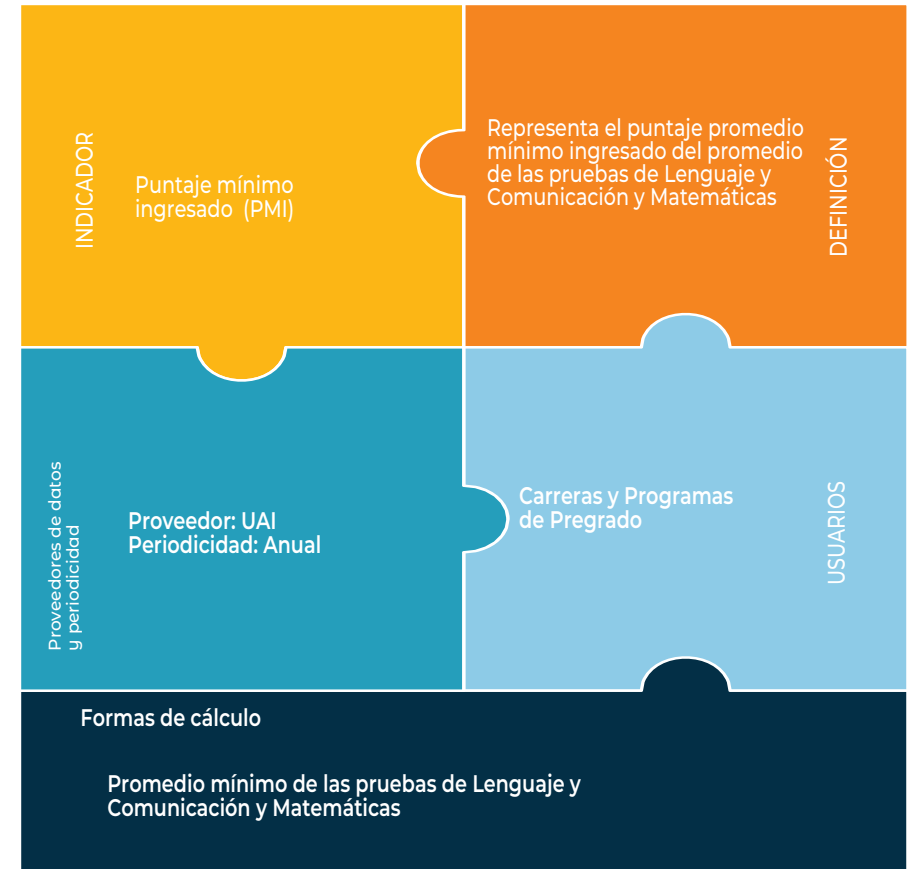 INDICADOR
Puntaje mínimo
ingresado (PMI)
Representa el puntaje promedio
mínimo ingresado del promedio
de las pruebas de Lenguaje y
Comunicación y Matemáticas
DEFINICIÓN
Proveedores de datos
y periodicidad
Proveedor: UAI
Periodicidad: Anual
Carreras y Programas
de Pregrado
USUARIOS
Formas de cálculo
Promedio mínimo de las pruebas de Lenguaje y
Comunicación y Matemáticas